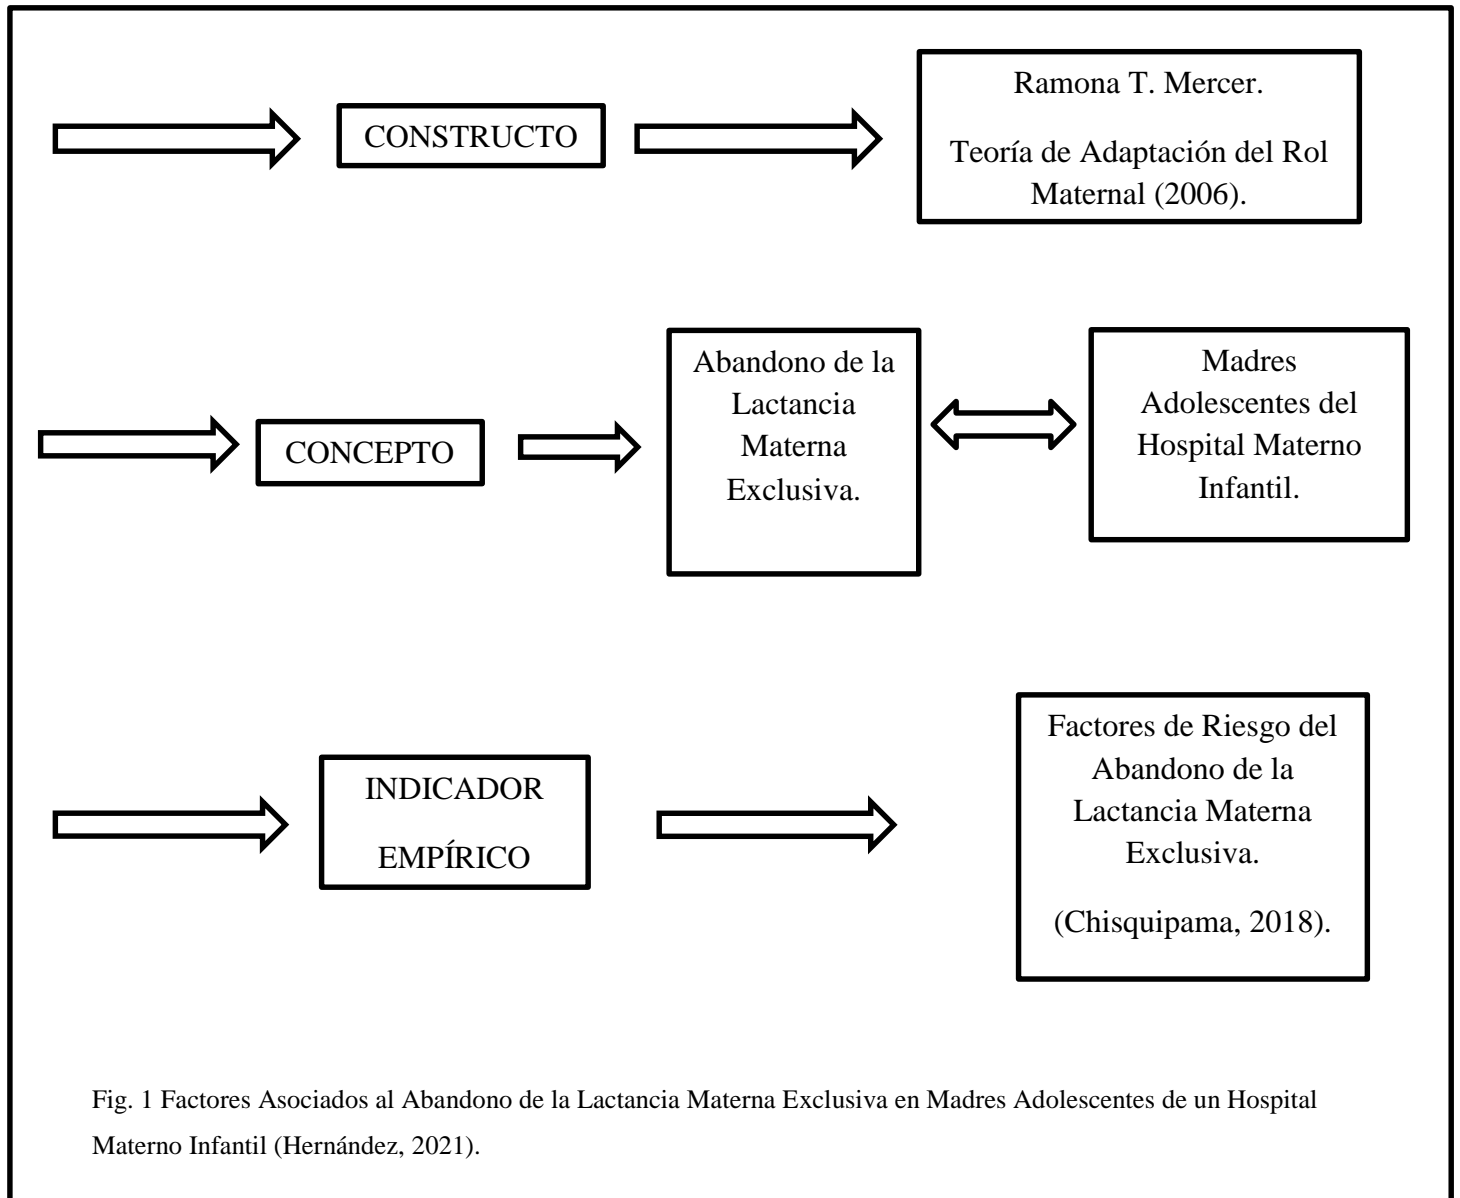 CONSTRUCTO
Ramona T. Mercer.
Teoría de Adaptación del Rol
Maternal (2006).
CONCEPTO
Abandono de la
Lactancia
Materna
Exclusiva.
Madres
Adolescentes del
Hospital Materno
Infantil.
INDICADOR
EMPÍRICO
Factores de Riesgo del
Abandono de la
Lactancia Materna
Exclusiva.
(Chisquipama, 2018).
Fig. 1 Factores Asociados al Abandono de la Lactancia Materna Exclusiva en Madres Adolescentes de un Hospital
Materno Infantil (Hernández, 2021).